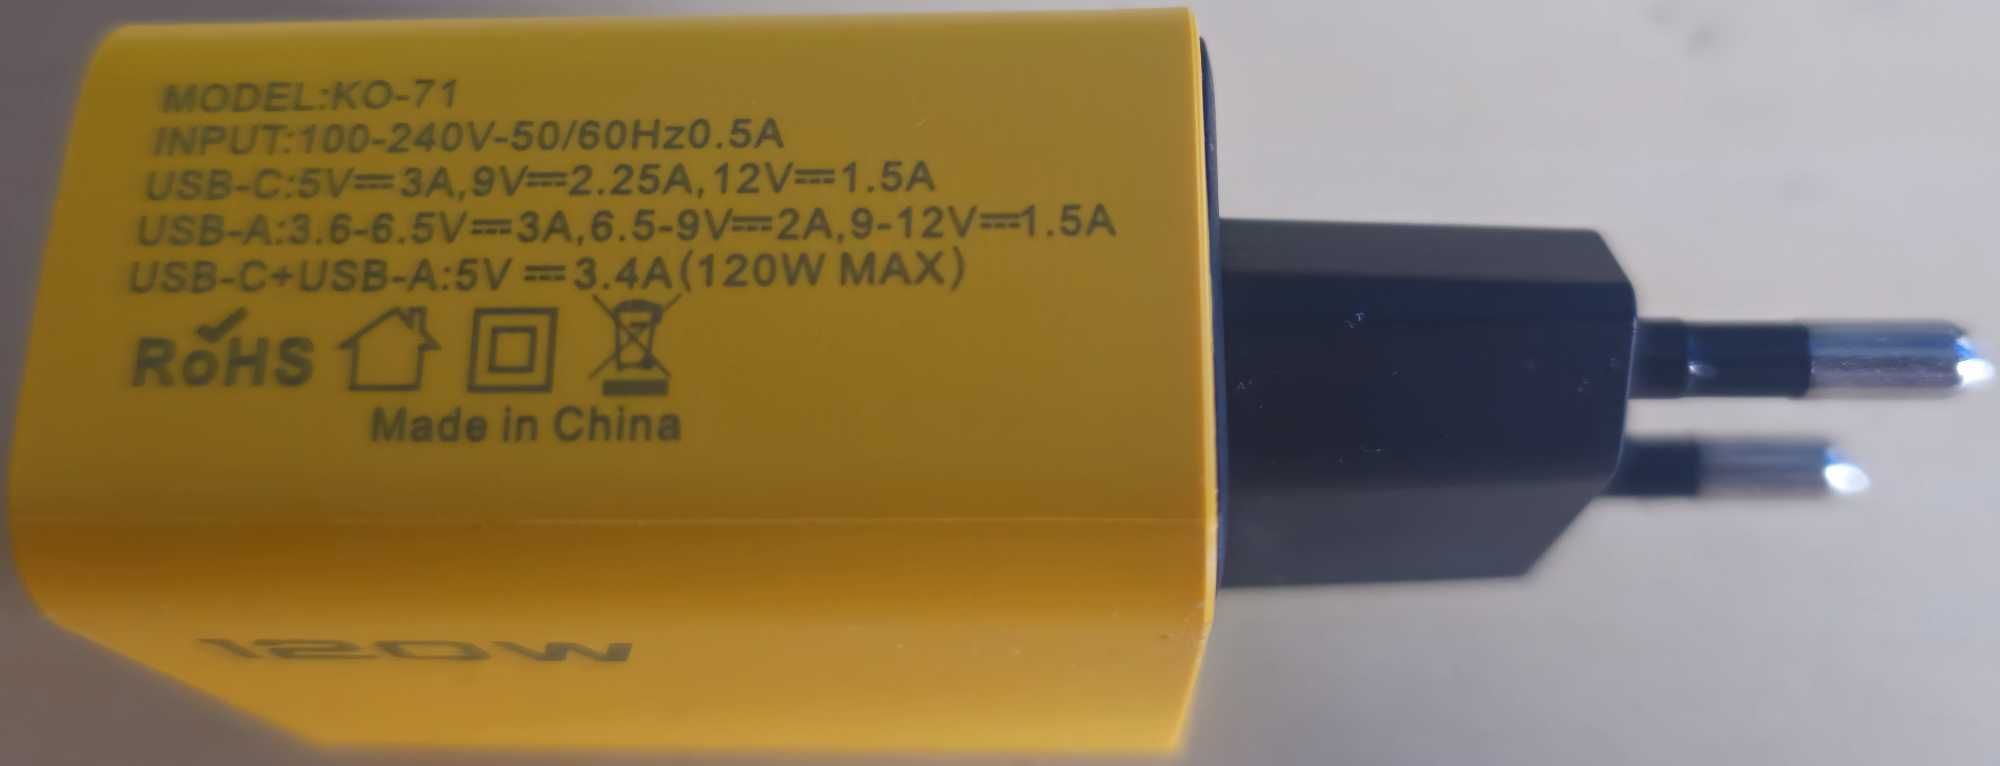 MODEL:KO-71
INPUT:100-240V-50/60Hz0.5A
USB-C:5V⎓3A,9V⎓2.25A,12V⎓1.5A
USB-A:3.6-6.5V⎓3A,6.5-9V⎓2A,9-12V⎓1.5A
USB-C+USB-A:5V ⎓ 3.4A(120W MAX)
RoHS
Made in China
120W